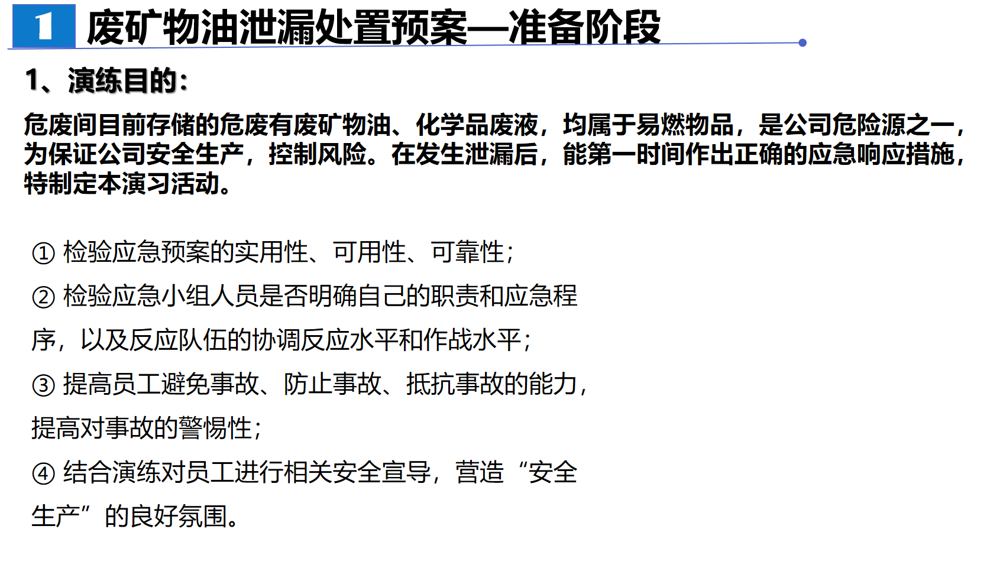 1 废矿物油泄漏处置预案—准备阶段
1、演练目的：
危废间目前存储的危废有废矿物油、化学品废液，均属于易燃物品，是公司危险源之一，
为保证公司安全生产，控制风险。在发生泄漏后，能第一时间作出正确的应急响应措施，
特制定本演习活动。
① 检验应急预案的实用性、可用性、可靠性；
② 检验应急小组人员是否明确自己的职责和应急程
序，以及反应队伍的协调反应水平和作战水平；
③ 提高员工避免事故、防止事故、抵抗事故的能力，
提高对事故的警惕性；
④ 结合演练对员工进行相关安全宣导，营造“安全
生产”的良好氛围。